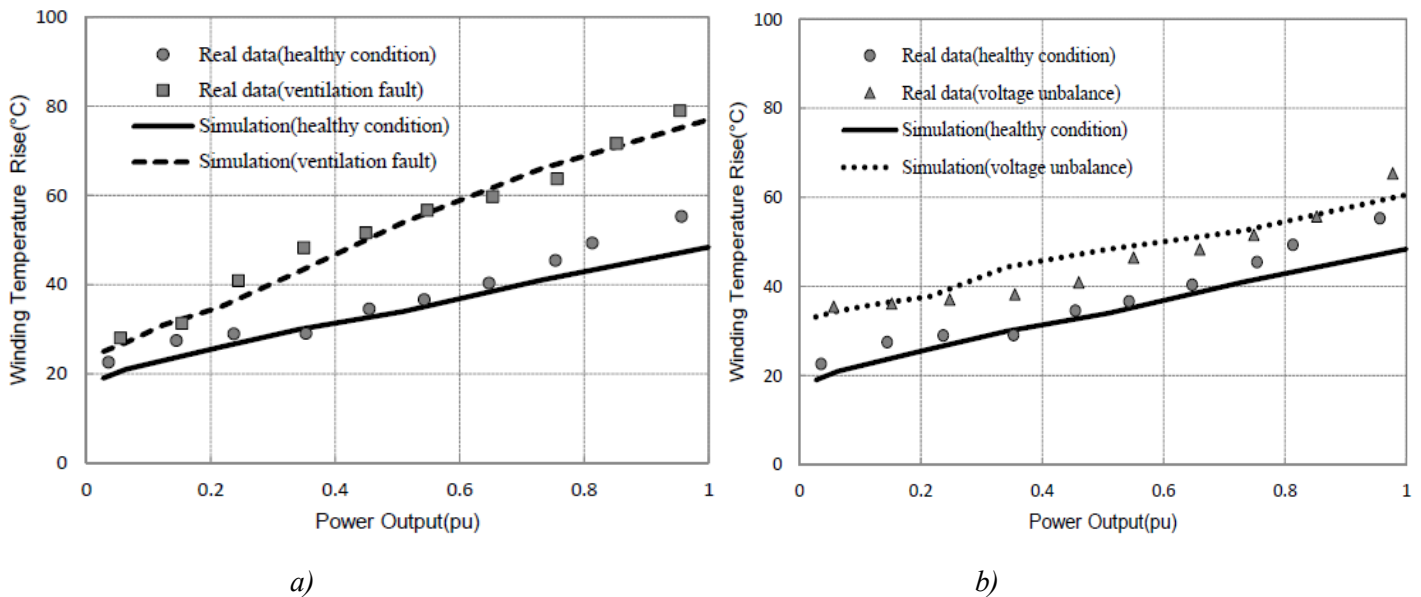 100
80
60
40
20
0
Winding Temperature Rise(°C)
Real data(healthy condition)
Real data(ventilation fault)
Simulation(healthy condition)
Simulation(ventilation fault)
0 0.2 0.4 0.6 0.8 1
Power Output(pu)
a)
100
80
60
40
20
0
Winding Temperature Rise(°C)
Real data(healthy condition)
Real data(voltage unbalance)
Simulation(healthy condition)
Simulation(voltage unbalance)
0 0.2 0.4 0.6 0.8 1
Power Output(pu)
b)